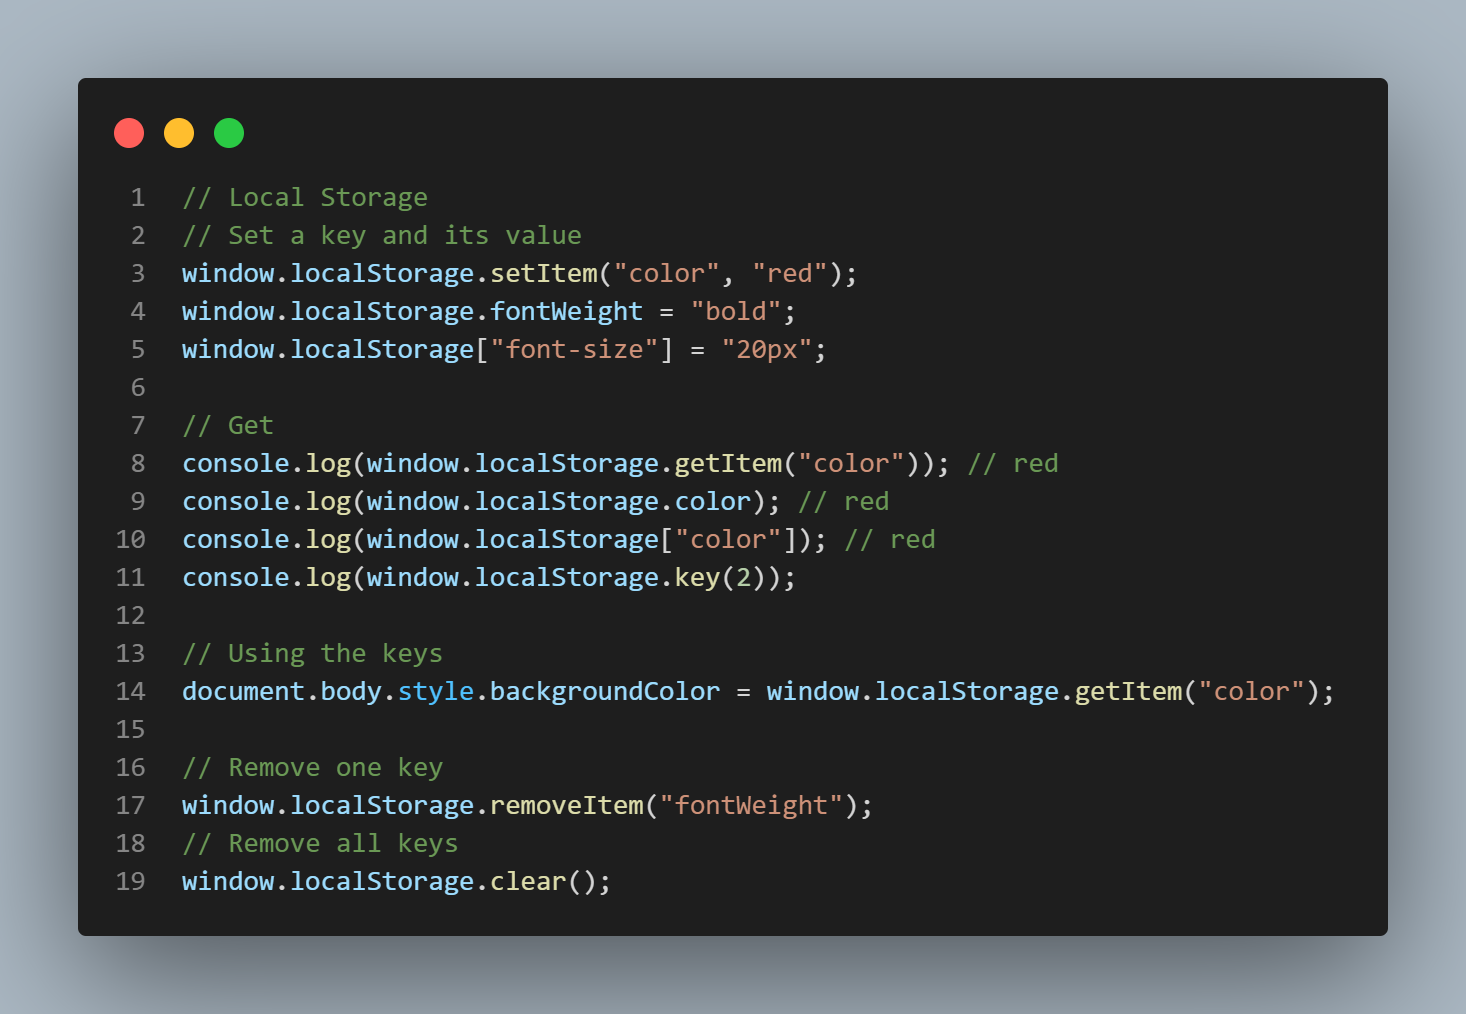 1 // Local Storage
2 // Set a key and its value
3 window.localStorage.setItem("color", "red");
4 window.localStorage.fontWeight = "bold";
5 window.localStorage["font-size"] = "20px";
6
7 // Get
8 console.log(window.localStorage.getItem("color")); // red
9 console.log(window.localStorage.color); // red
10 console.log(window.localStorage["color"]); // red
11 console.log(window.localStorage.key(2));
12
13 // Using the keys
14 document.body.style.backgroundColor = window.localStorage.getItem("color");
15
16 // Remove one key
17 window.localStorage.removeItem("fontWeight");
18 // Remove all keys
19 window.localStorage.clear();